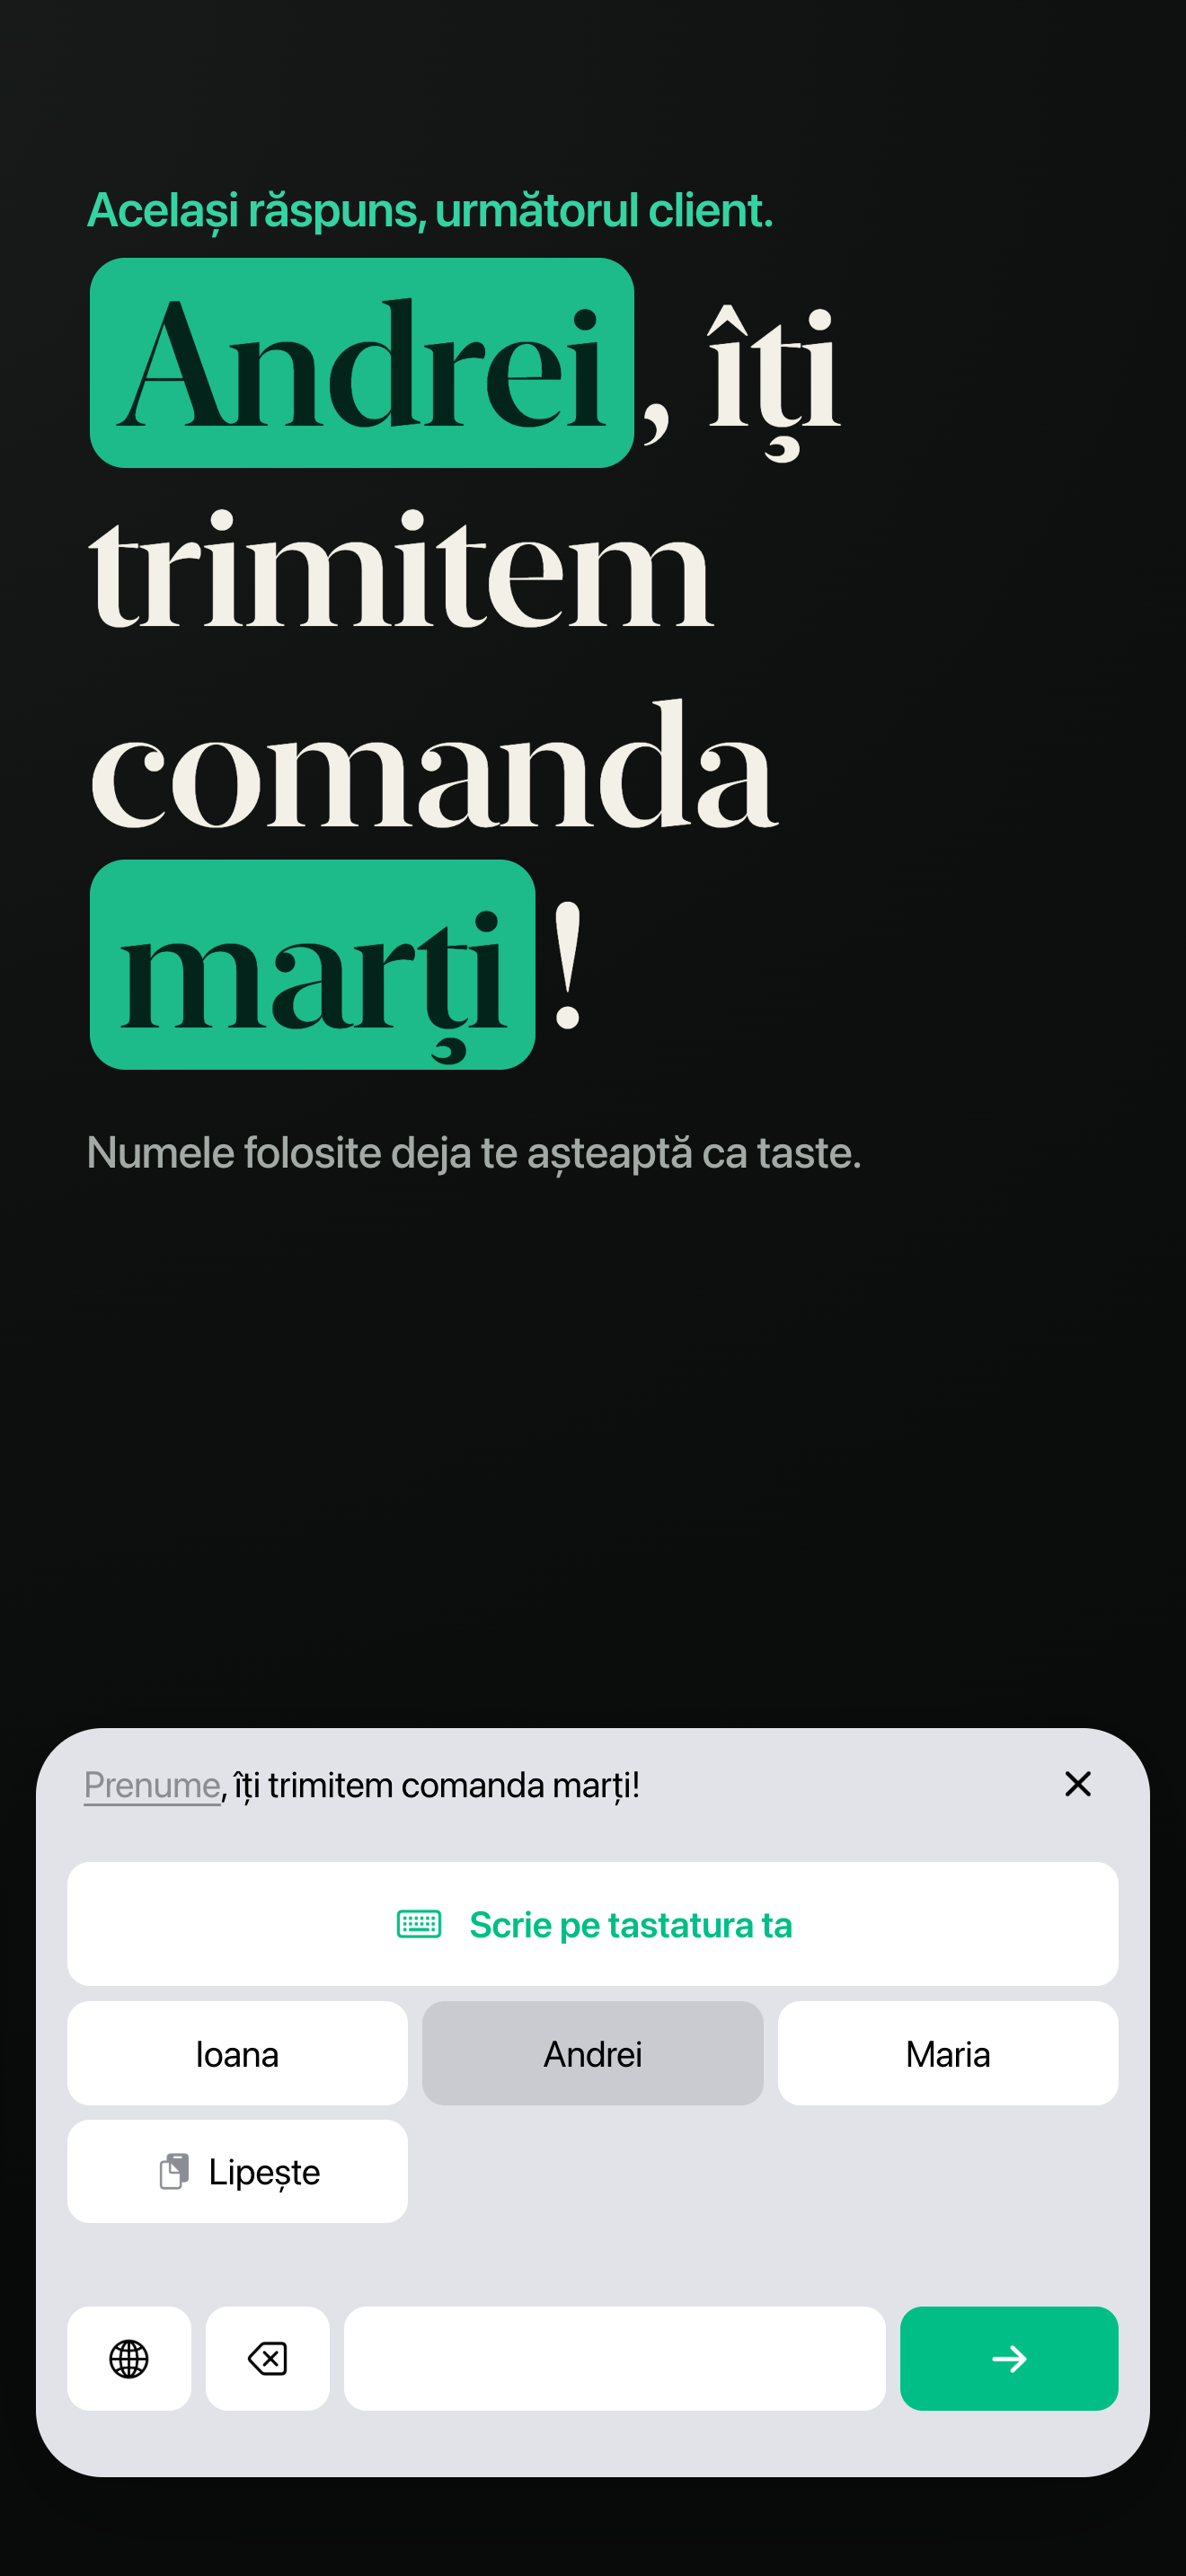 Același răspuns, următorul client.
Andrei, îți
trimitem
comanda
marți!
Numele folosite deja te așteaptă ca taste.
Prenume, îți trimitem comanda marți!
Scrie pe tastatura ta
Ioana Andrei Maria
Lipește